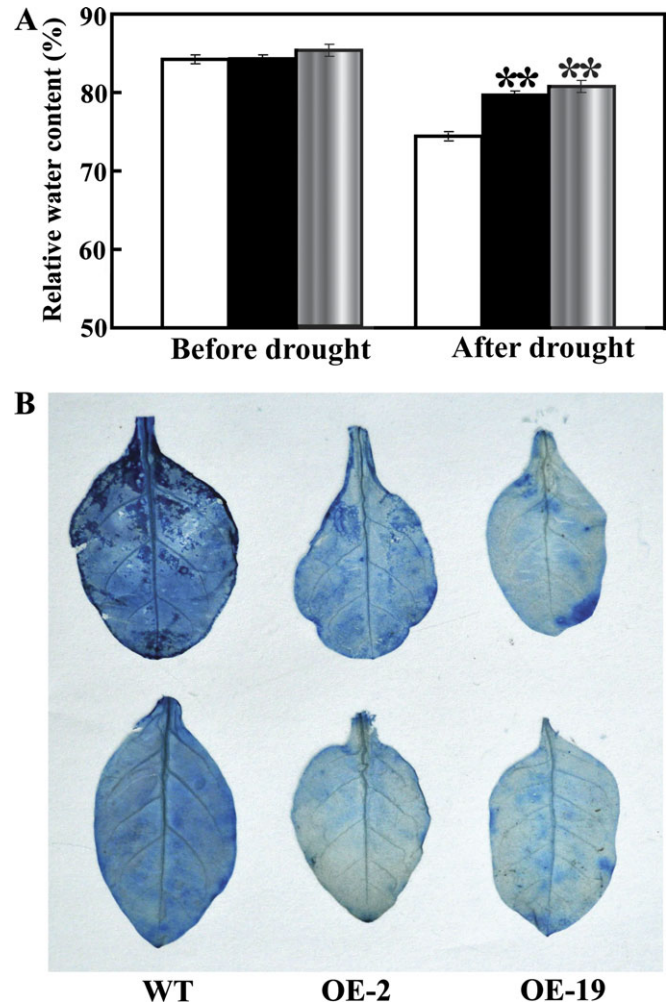 A
Relative water content (%)
90
80
70
60
50
** **
Before drought After drought
B
WT OE-2 OE-19